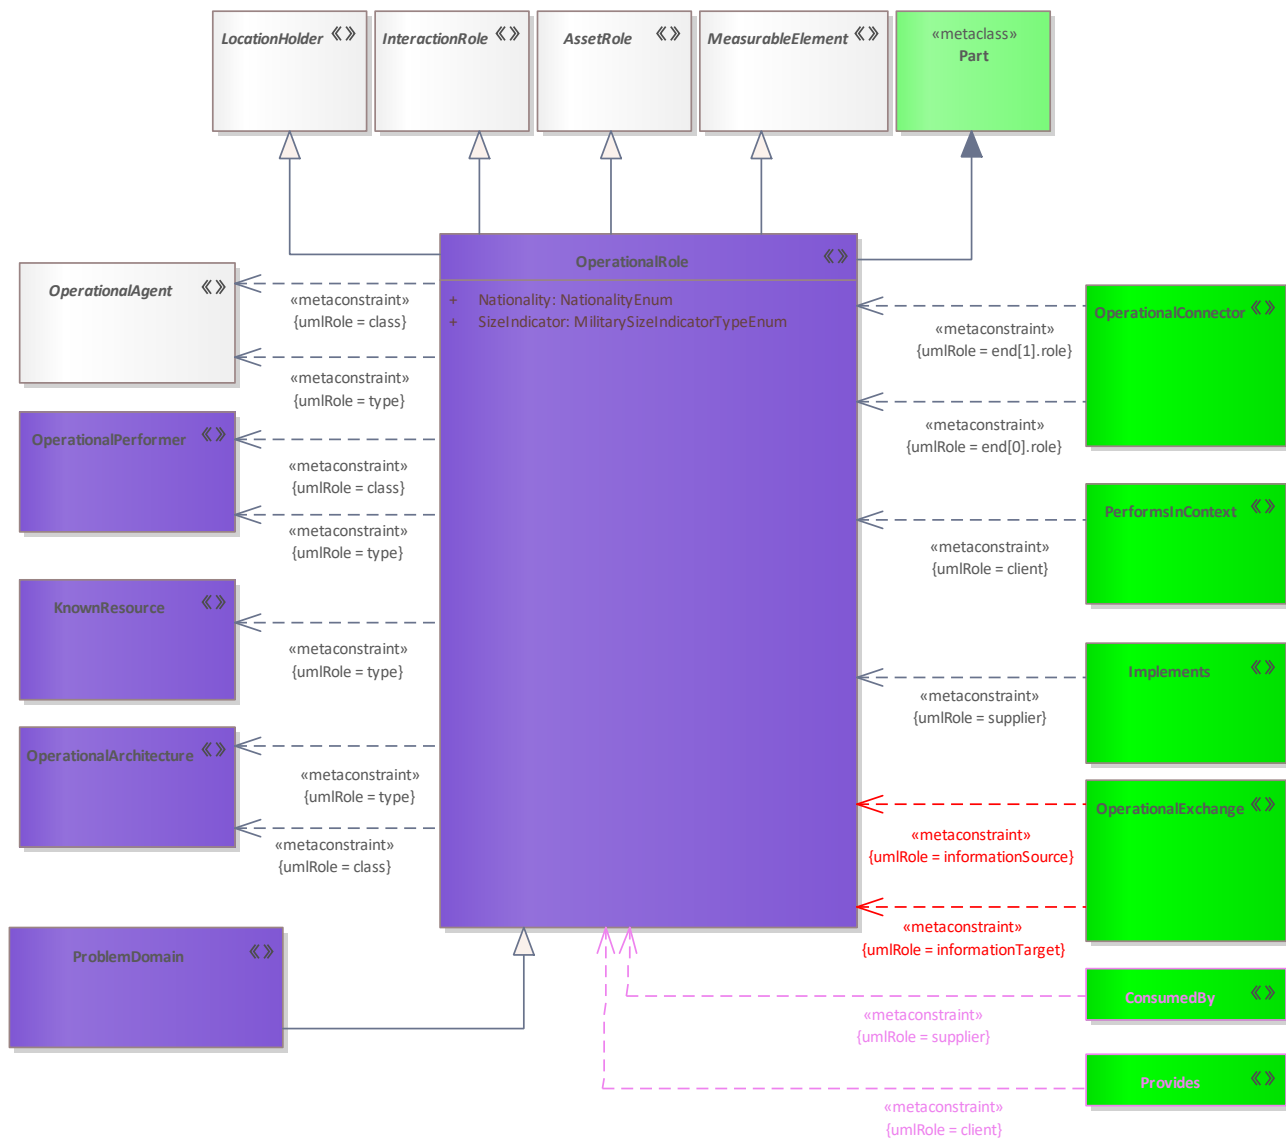 LocationHolder «»
InteractionRole «»
AssetRole «»
MeasurableElement «»
«metaclass»
Part
OperationalRole «»
+ Nationality: NationalityEnum
+ SizeIndicator: MilitarySizeIndicatorTypeEnum
OperationalAgent «»
«metaconstraint»
{umlRole = class}
«metaconstraint»
{umlRole = type}
OperationalPerformer «»
«metaconstraint»
{umlRole = class}
«metaconstraint»
{umlRole = type}
KnownResource «»
«metaconstraint»
{umlRole = type}
OperationalArchitecture «»
«metaconstraint»
{umlRole = type}
«metaconstraint»
{umlRole = class}
ProblemDomain «»
OperationalConnector «»
«metaconstraint»
{umlRole = end[1].role}
«metaconstraint»
{umlRole = end[0].role}
PerformsInContext «»
«metaconstraint»
{umlRole = client}
Implements «»
«metaconstraint»
{umlRole = supplier}
OperationalExchange «»
«metaconstraint»
{umlRole = informationSource}
«metaconstraint»
{umlRole = informationTarget}
ConsumedBy «»
«metaconstraint»
{umlRole = supplier}
Provides «»
«metaconstraint»
{umlRole = client}